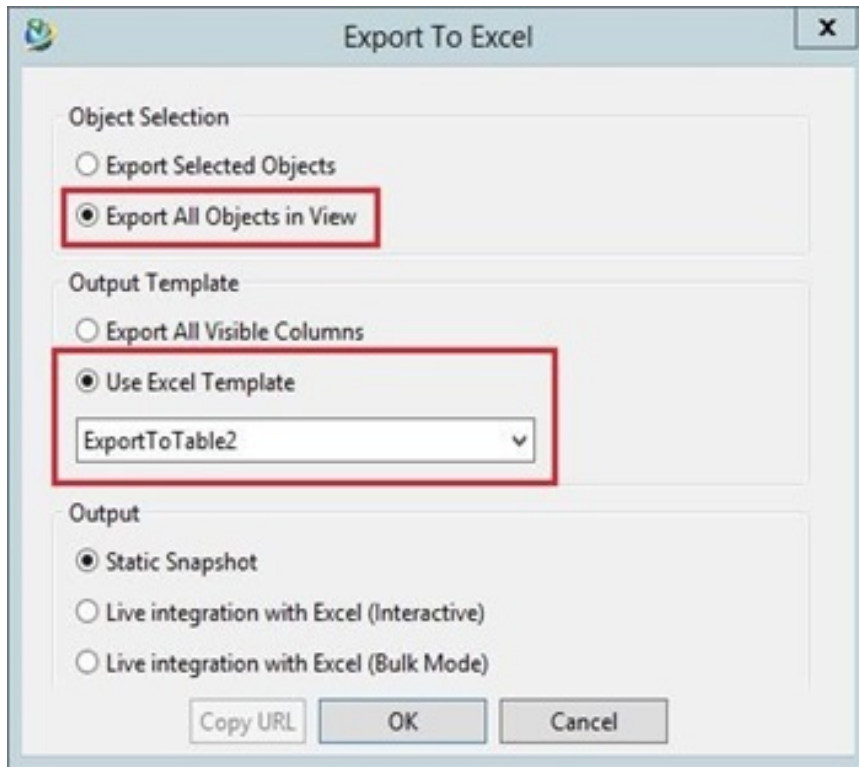 Export To Excel
x
Object Selection
Export Selected Objects
Export All Objects in View
Output Template
Export All Visible Columns
Use Excel Template
ExportToTable2
Output
Static Snapshot
Live integration with Excel (Interactive)
Live integration with Excel (Bulk Mode)
Copy URL OK Cancel